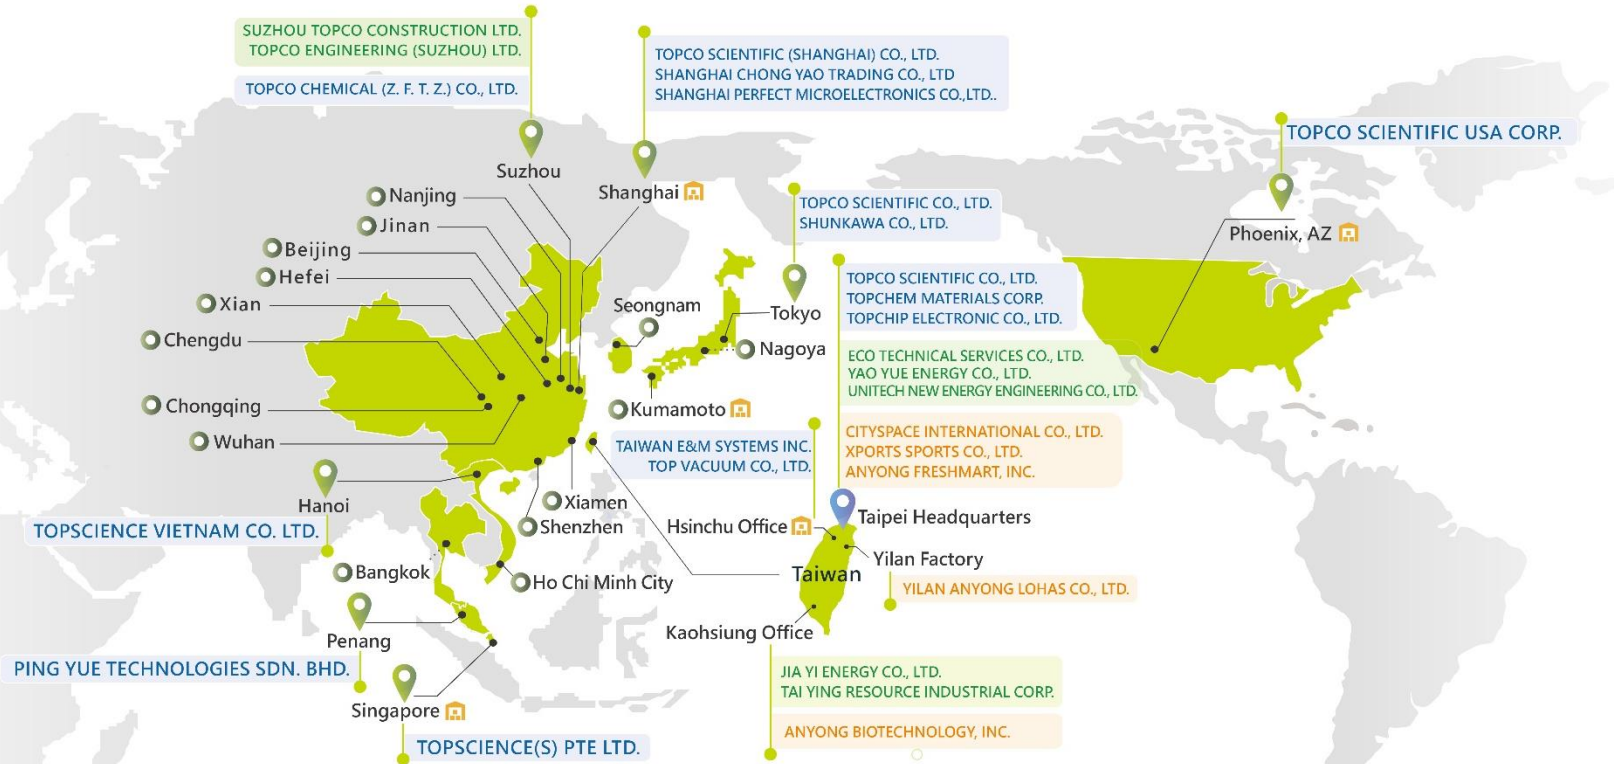 SUZHOU TOPCO CONSTRUCTION LTD.
TOPCO ENGINEERING (SUZHOU) LTD.
TOPCO CHEMICAL (Z. F. T. Z.) CO., LTD.
Suzhou
TOPCO SCIENTIFIC (SHANGHAI) CO., LTD.
SHANGHAI CHONG YAO TRADING CO., LTD
SHANGHAI PERFECT MICROELECTRONICS CO.,LTD..
Shanghai
TOPCO SCIENTIFIC USA CORP.
Phoenix, AZ
Nanjing
Jinan
Beijing
Hefei
Xian
Chengdu
Chongqing
Wuhan
TOPCO SCIENTIFIC CO., LTD.
SHUNKAWA CO., LTD.
Tokyo
Seongnam
Nagoya
Kumamoto
TOPCO SCIENTIFIC CO., LTD.
TOPCHEM MATERIALS CORP.
TOPCHIP ELECTRONIC CO., LTD.
ECO TECHNICAL SERVICES CO., LTD.
YAO YUE ENERGY CO., LTD.
UNITECH NEW ENERGY ENGINEERING CO., LTD.
CITYSPACE INTERNATIONAL CO., LTD.
XPORTS SPORTS CO., LTD.
ANYONG FRESHMART, INC.
Taipei Headquarters
TAIWAN E&M SYSTEMS INC.
TOP VACUUM CO., LTD.
Hsinchu Office
Yilan Factory
YILAN ANYONG LOHAS CO., LTD.
Taiwan
Kaohsiung Office
JIA YI ENERGY CO., LTD.
TAI YING RESOURCE INDUSTRIAL CORP.
ANYONG BIOTECHNOLOGY, INC.
Xiamen
Shenzhen
Hanoi
TOPSCIENCE VIETNAM CO. LTD.
Bangkok
Ho Chi Minh City
Penang
PING YUE TECHNOLOGIES SDN. BHD.
Singapore
TOPSCIENCE(S) PTE LTD.